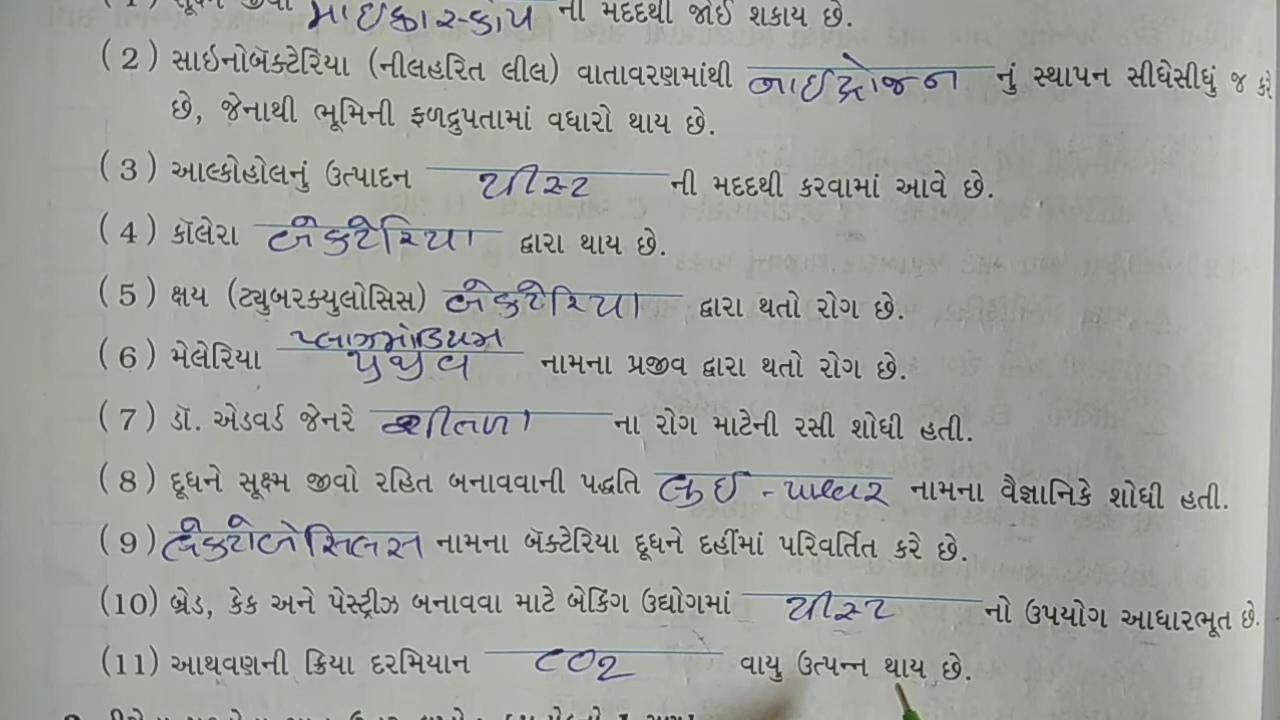 માઇક્રોસ્કોપ ની મદદથી જોઈ શકાય છે.
(2) સાઇનોબૅક્ટેરિયા (નીલહરિત લીલ) વાતાવરણમાંથી નાઈટ્રોજન નું સ્થાપન સીધેસીધું જ કરે
છે, જેનાથી ભૂમિની ફળદ્રુપતામાં વધારો થાય છે.
(3) આલ્કોહોલનું ઉત્પાદન યીસ્ટ ની મદદથી કરવામાં આવે છે.
(4) કૉલેરા બેક્ટેરિયા દ્વારા થાય છે.
(5) ક્ષય (ટ્યુબરક્યુલોસિસ) બેક્ટેરિયા દ્વારા થતો રોગ છે.
(6) મેલેરિયા પ્લાઝમોડિયમ નામના પ્રજીવ દ્વારા થતો રોગ છે.
(7) ડૉ. એડવર્ડ જેનરે શીતળા ના રોગ માટેની રસી શોધી હતી.
(8) દૂધને સૂક્ષ્મ જીવો રહિત બનાવવાની પદ્ધતિ લુઈ - પાશ્ચર નામના વૈજ્ઞાનિકે શોધી હતી.
(9) લેક્ટોબેસિલસ નામના બૅક્ટેરિયા દૂધને દહીંમાં પરિવર્તિત કરે છે.
(10) બ્રેડ, કેક અને પેસ્ટ્રીઝ બનાવવા માટે બેકિંગ ઉદ્યોગમાં યીસ્ટ નો ઉપયોગ આધારભૂત છે.
(11) આથવણની ક્રિયા દરમિયાન CO2 વાયુ ઉત્પન્ન થાય છે.